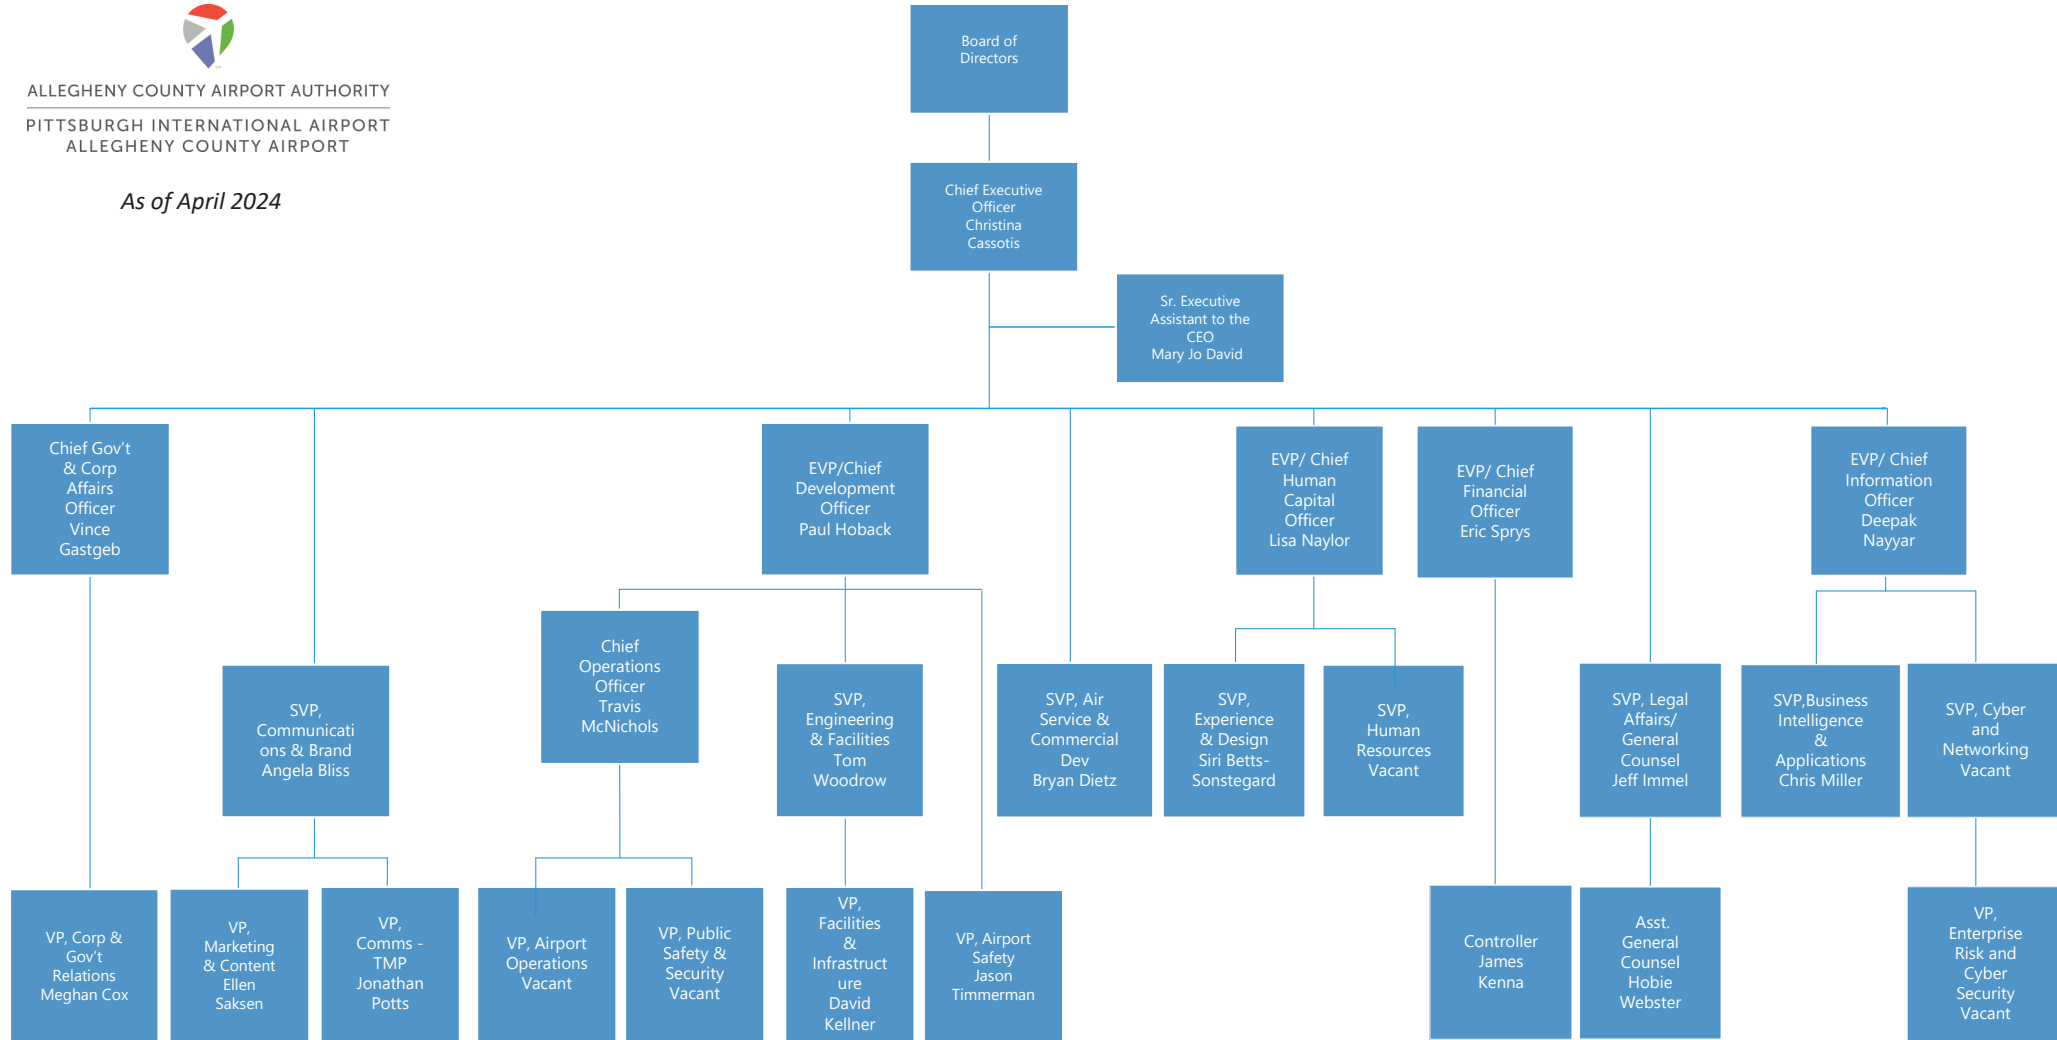 ALLEGHENY COUNTY AIRPORT AUTHORITY
PITTSBURGH INTERNATIONAL AIRPORT
ALLEGHENY COUNTY AIRPORT
As of April 2024
Board of
Directors
Chief Executive
Officer
Christina
Cassotis
Sr. Executive
Assistant to the
CEO
Mary Jo David
Chief Gov't
& Corp
Affairs
Officer
Vince
Gastgeb
EVP/Chief
Development
Officer
Paul Hoback
EVP/ Chief
Human
Capital
Officer
Lisa Naylor
EVP/ Chief
Financial
Officer
Eric Sprys
EVP/ Chief
Information
Officer
Deepak
Nayyar
SVP,
Communicati
ons & Brand
Angela Bliss
Chief
Operations
Officer
Travis
McNichols
SVP,
Engineering
& Facilities
Tom
Woodrow
SVP, Air
Service &
Commercial
Dev
Bryan Dietz
SVP,
Experience
& Design
Siri Betts-
Sonstegard
SVP,
Human
Resources
Vacant
SVP, Legal
Affairs/
General
Counsel
Jeff Immel
SVP,Business
Intelligence
&
Applications
Chris Miller
SVP, Cyber
and
Networking
Vacant
VP, Corp &
Gov't
Relations
Meghan Cox
VP,
Marketing
& Content
Ellen
Saksen
VP,
Comms -
TMP
Jonathan
Potts
VP, Airport
Operations
Vacant
VP, Public
Safety &
Security
Vacant
VP,
Facilities
&
Infrastruct
ure
David
Kellner
VP, Airport
Safety
Jason
Timmerman
Controller
James
Kenna
Asst.
General
Counsel
Hobie
Webster
VP,
Enterprise
Risk and
Cyber
Security
Vacant